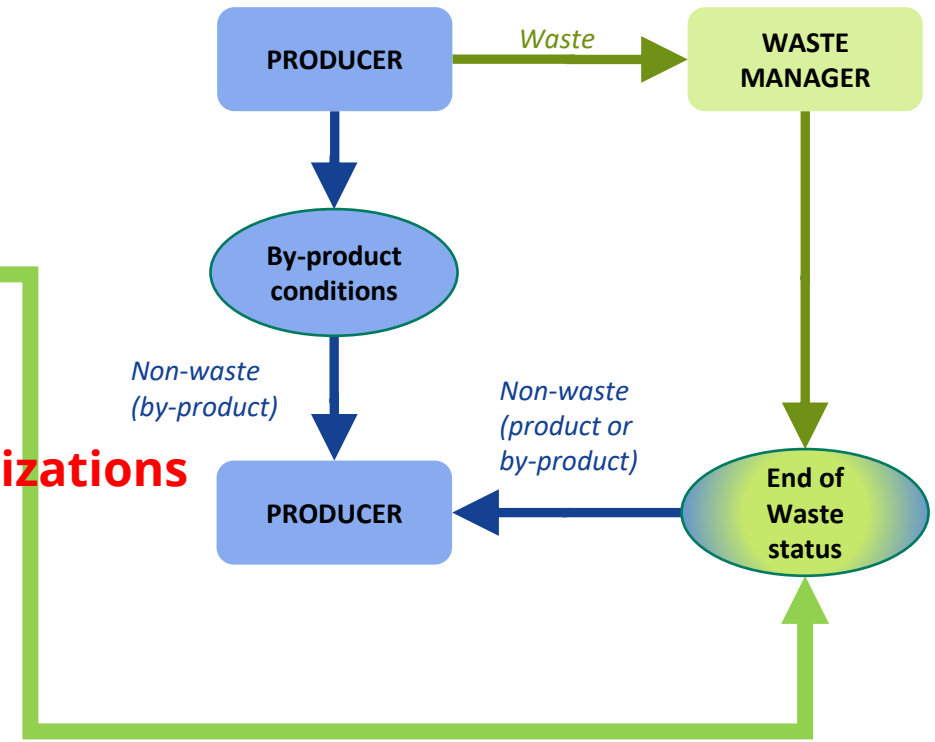 PRODUCER
Waste
WASTE
MANAGER
By-product
conditions
Non-waste
(by-product)
Non-waste
(product or
by-product)
izations
PRODUCER
End of
Waste
status